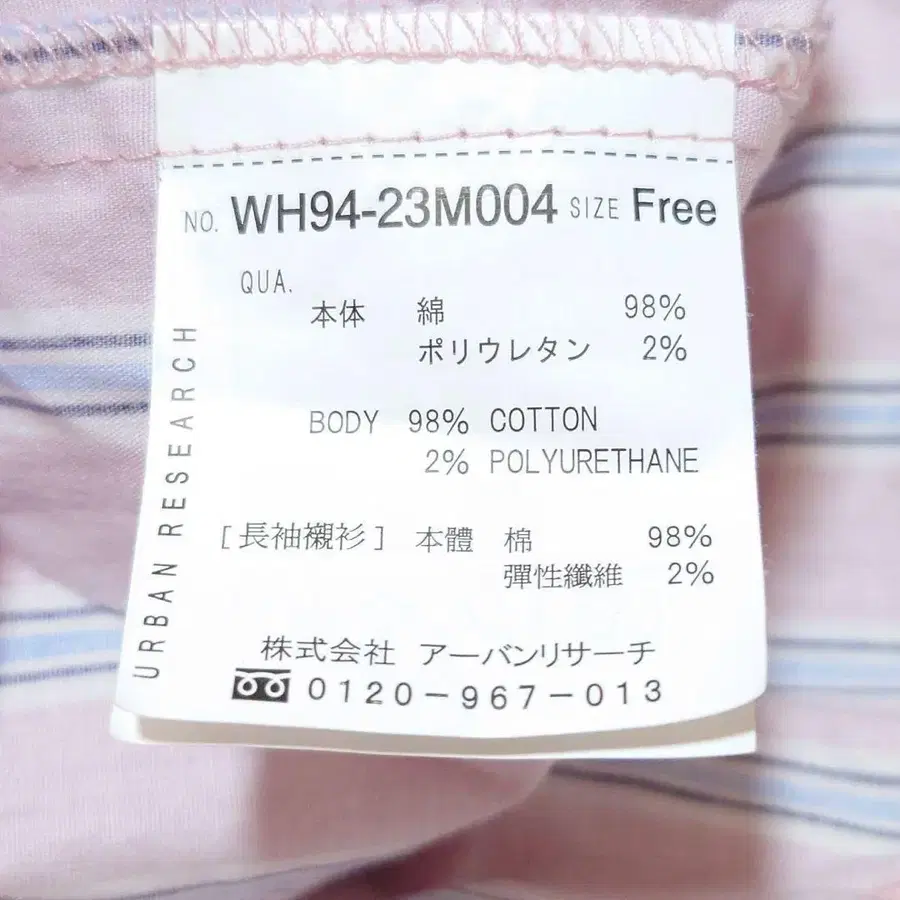 NO. WH94-23M004 SIZE Free
QUA.
本体 綿 98%
ポリウレタン 2%
BODY 98% COTTON
2% POLYURETHANE
[長袖襯衫] 本體 棉 98%
彈性纖維 2%
株式会社 アーバンリサーチ
0120-967-013
URBAN RESEARCH